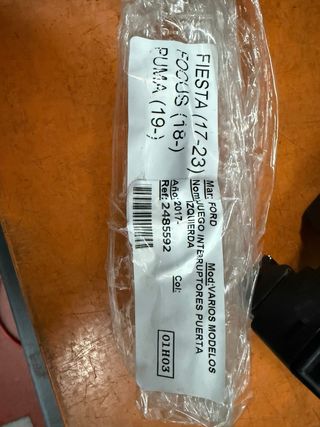 FIESTA (17-23)
FOCUS (18-)
PUMA (19-)
Mar: FORD Mod:VARIOS MODELOS
Nom:JUEGO INTERRUPTORES PUERTA
IZQUIERDA
Año: 2017- Col:
Ref: 2485592
01H03